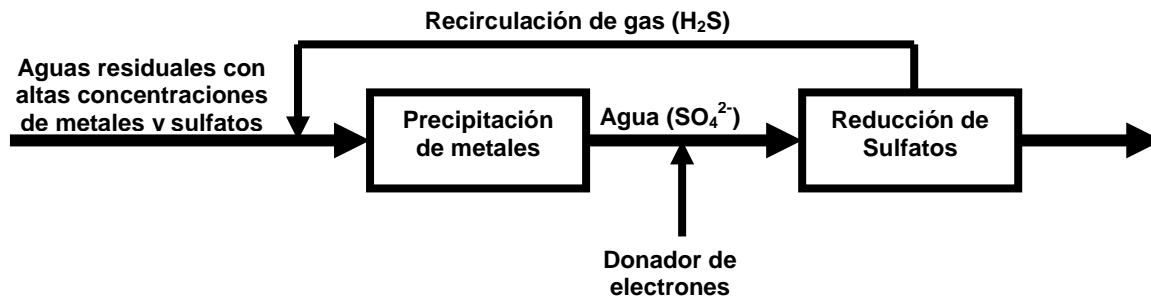 Recirculación de gas (H₂S)
Aguas residuales con
altas concentraciones
de metales y sulfatos
Precipitación
de metales
Agua (SO₄²⁻)
Reducción de
Sulfatos
Donador de
electrones